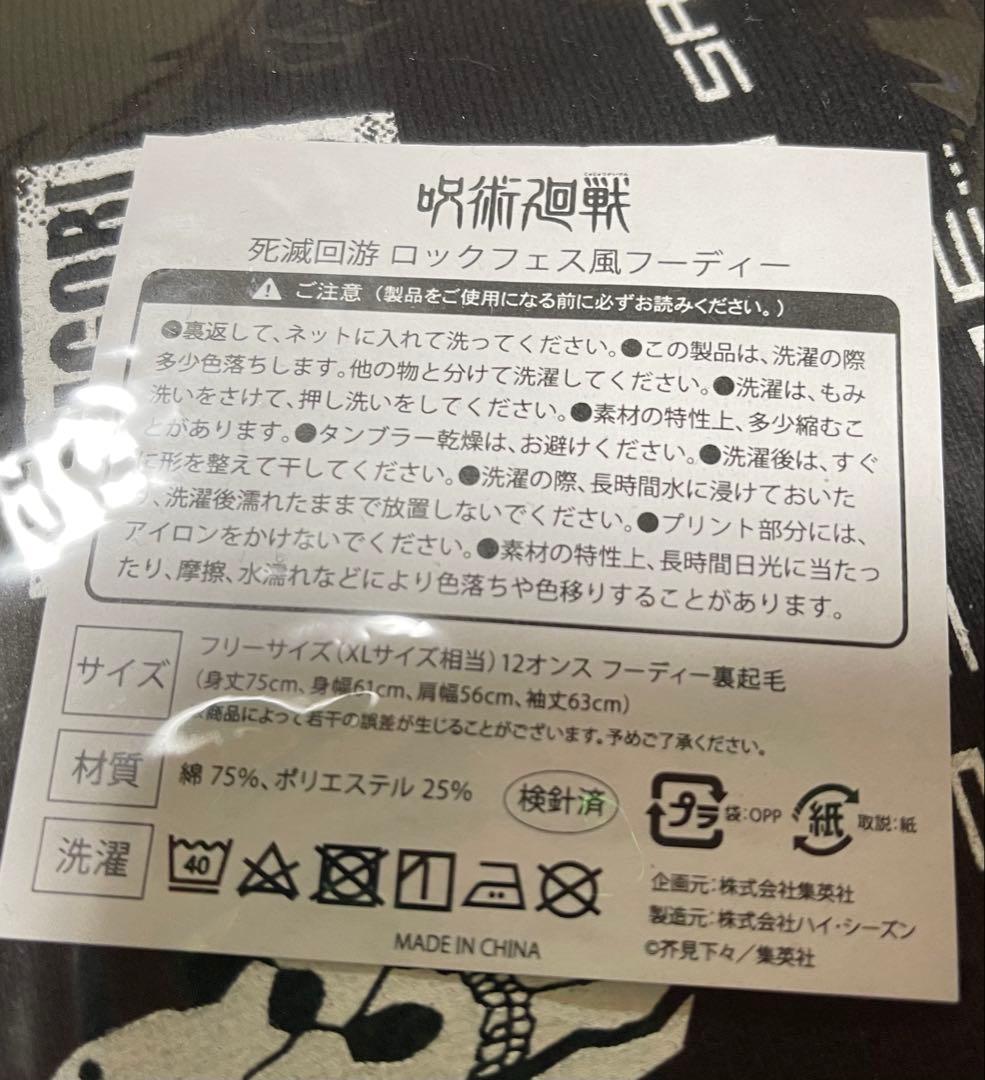 SA
GORI
じゅじゅつかいせん
呪術廻戦
死滅回游 ロックフェス風フーディー
ご注意（製品をご使用になる前に必ずお読みください。）
●裏返して、ネットに入れて洗ってください。●この製品は、洗濯の際
多少色落ちします。他の物と分けて洗濯してください。●洗濯は、もみ
洗いをさけて、押し洗いをしてください。●素材の特性上、多少縮むこ
とがあります。●タンブラー乾燥は、お避けください。●洗濯後は、すぐ
に形を整えて干してください。●洗濯の際、長時間水に浸けておいた
り、洗濯後濡れたままで放置しないでください。●プリント部分には、
アイロンをかけないでください。●素材の特性上、長時間日光に当たっ
たり、摩擦、水濡れなどにより色落ちや色移りすることがあります。
サイズ
フリーサイズ（XLサイズ相当）12オンス フーディー裏起毛
（身丈75cm、身幅61cm、肩幅56cm、袖丈63cm）
※商品によって若干の誤差が生じることがございます。予めご了承ください。
材質
綿 75%、ポリエステル 25%
検針済
プラ
袋：OPP
紙
取説：紙
洗濯
40
MADE IN CHINA
企画元：株式会社集英社
製造元：株式会社ハイ・シーズン
©芥見下々／集英社